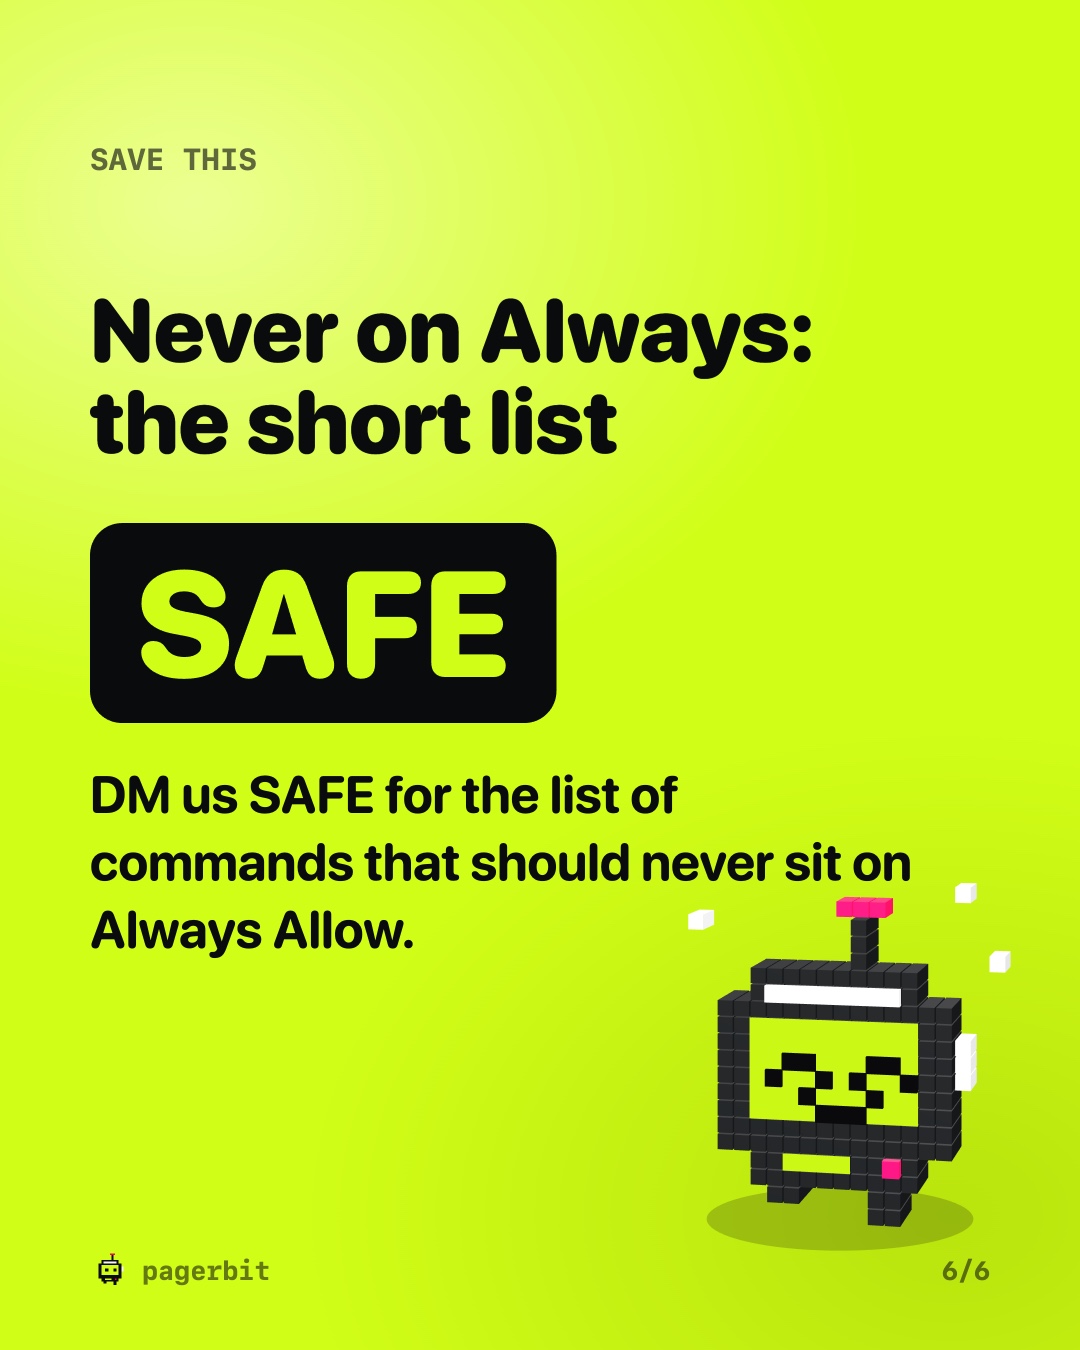 SAVE THIS
Never on Always:
the short list
SAFE
DM us SAFE for the list of
commands that should never sit on
Always Allow.
pagerbit
6/6